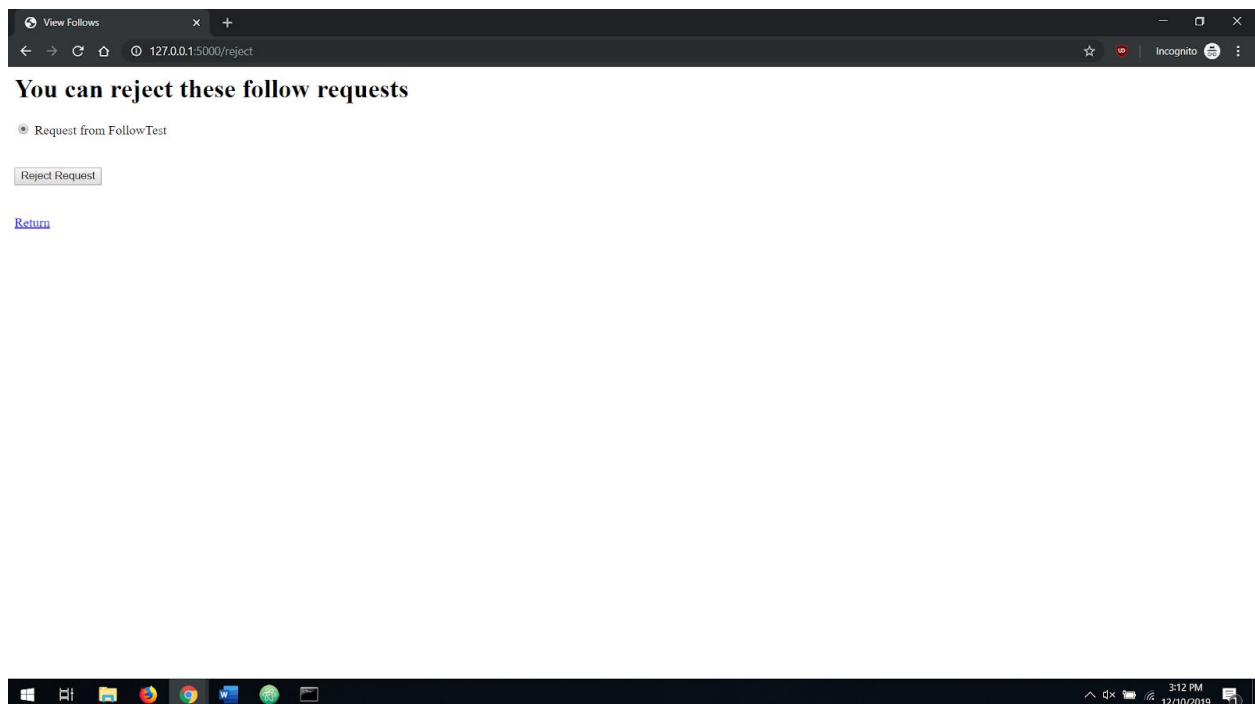 View Follows
127.0.0.1:5000/reject
Incognito
You can reject these follow requests
Request from FollowTest
Reject Request
Return
3:12 PM
12/10/2019